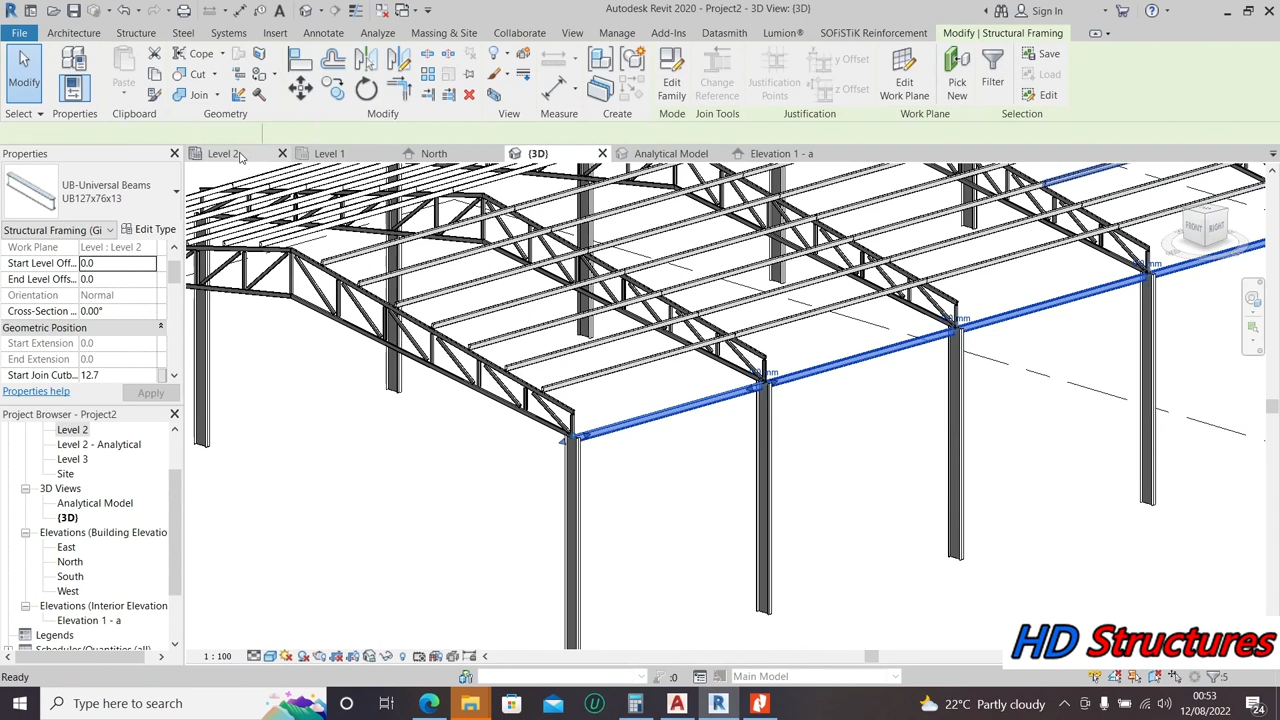 Autodesk Revit 2020 - Project2 - 3D View: {3D}
Sign In
File Architecture Structure Steel Systems Insert Annotate Analyze Massing & Site Collaborate View Manage Add-Ins Datasmith Lumion® SOFiSTiK Reinforcement Modify | Structural Framing
Modify
Paste
Cope
Cut
Join
Edit
Family
Change
Reference
Justification
Points
y Offset
z Offset
Edit
Work Plane
Pick
New
Filter
Save
Load
Edit
Select Properties Clipboard Geometry Modify View Measure Create Mode Join Tools Justification Work Plane Selection
Properties
Level 2 Level 1 North {3D} Analytical Model Elevation 1 - a
UB-Universal Beams
UB127x76x13
Structural Framing (Gi Edit Type
Work Plane Level : Level 2
Start Level Off... 0.0
End Level Offs... 0.0
Orientation Normal
Cross-Section ... 0.00°
Geometric Position
Start Extension 0.0
End Extension 0.0
Start Join Cutb... 12.7
Properties help Apply
Project Browser - Project2
Level 2
Level 2 - Analytical
Level 3
Site
3D Views
Analytical Model
{3D}
Elevations (Building Elevatio
East
North
South
West
Elevations (Interior Elevation
Elevation 1 - a
Legends
Schedules/Quantities (all)
FRONT RIGHT
HD Structures
1 : 100
Ready
:0
Main Model
:5
Type here to search
22°C Partly cloudy
00:53
12/08/2022
24